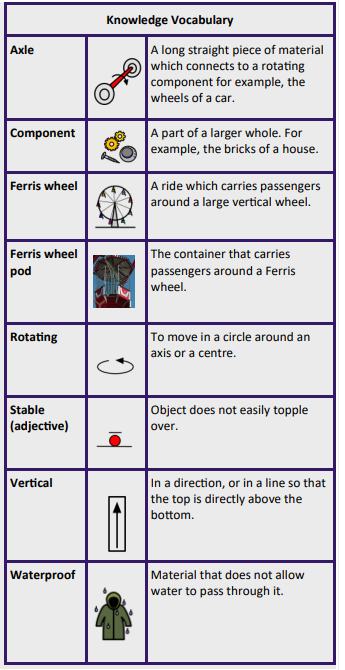 Knowledge Vocabulary
Axle
A long straight piece of material
which connects to a rotating
component for example, the
wheels of a car.
Component
A part of a larger whole. For
example, the bricks of a house.
Ferris wheel
A ride which carries passengers
around a large vertical wheel.
Ferris wheel
pod
The container that carries
passengers around a Ferris
wheel.
Rotating
To move in a circle around an
axis or a centre.
Stable
(adjective)
Object does not easily topple
over.
Vertical
In a direction, or in a line so that
the top is directly above the
bottom.
Waterproof
Material that does not allow
water to pass through it.